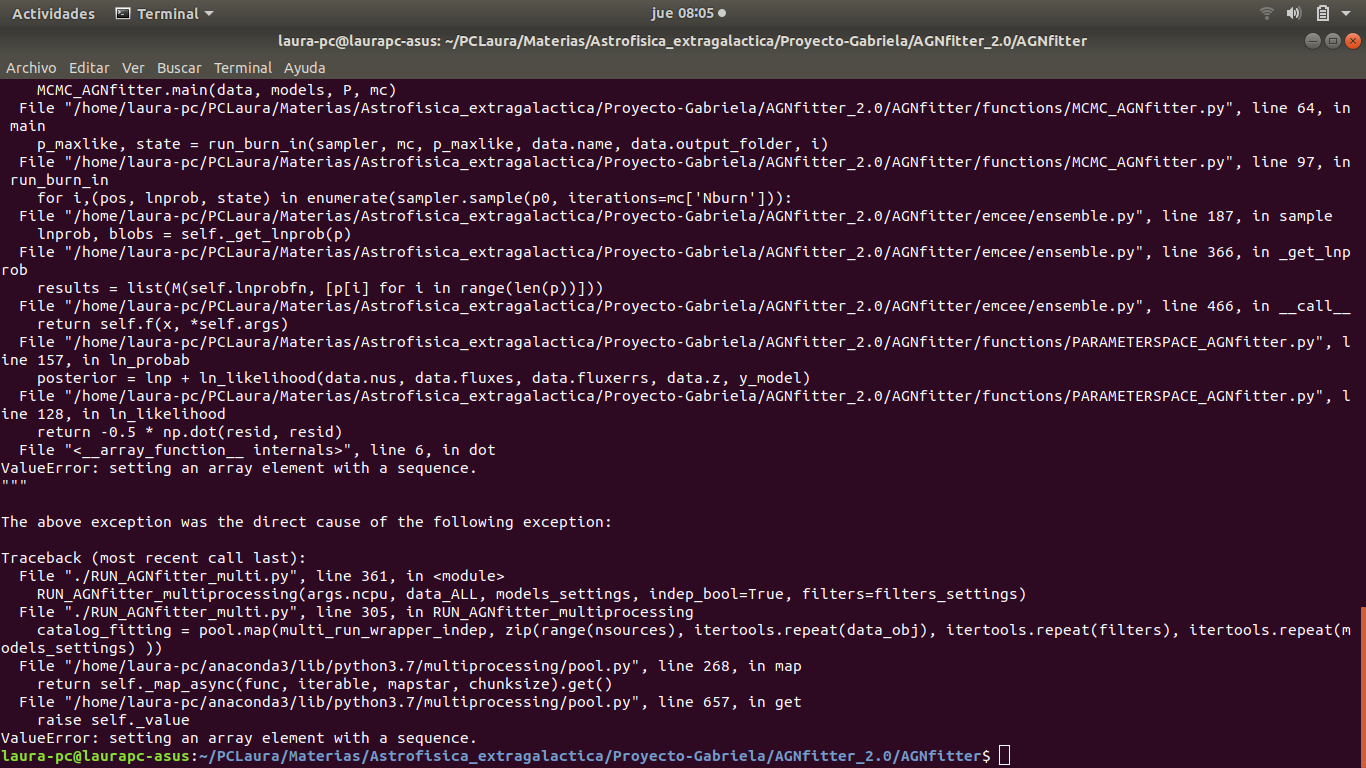 Actividades Terminal jue 08:05
laura-pc@laurapc-asus: ~/PCLaura/Materias/Astrofisica_extragalactica/Proyecto-Gabriela/AGNfitter_2.0/AGNfitter
Archivo Editar Ver Buscar Terminal Ayuda
    MCMC_AGNfitter.main(data, models, P, mc)
  File "/home/laura-pc/PCLaura/Materias/Astrofisica_extragalactica/Proyecto-Gabriela/AGNfitter_2.0/AGNfitter/functions/MCMC_AGNfitter.py", line 64, in
 main
    p_maxlike, state = run_burn_in(sampler, mc, p_maxlike, data.name, data.output_folder, i)
  File "/home/laura-pc/PCLaura/Materias/Astrofisica_extragalactica/Proyecto-Gabriela/AGNfitter_2.0/AGNfitter/functions/MCMC_AGNfitter.py", line 97, in
 run_burn_in
    for i,(pos, lnprob, state) in enumerate(sampler.sample(p0, iterations=mc['Nburn'])):
  File "/home/laura-pc/PCLaura/Materias/Astrofisica_extragalactica/Proyecto-Gabriela/AGNfitter_2.0/AGNfitter/emcee/ensemble.py", line 187, in sample
    lnprob, blobs = self._get_lnprob(p)
  File "/home/laura-pc/PCLaura/Materias/Astrofisica_extragalactica/Proyecto-Gabriela/AGNfitter_2.0/AGNfitter/emcee/ensemble.py", line 366, in _get_lnp
rob
    results = list(M(self.lnprobfn, [p[i] for i in range(len(p))]))
  File "/home/laura-pc/PCLaura/Materias/Astrofisica_extragalactica/Proyecto-Gabriela/AGNfitter_2.0/AGNfitter/emcee/ensemble.py", line 466, in __call__
    return self.f(x, *self.args)
  File "/home/laura-pc/PCLaura/Materias/Astrofisica_extragalactica/Proyecto-Gabriela/AGNfitter_2.0/AGNfitter/functions/PARAMETERSPACE_AGNfitter.py", l
ine 157, in ln_probab
    posterior = lnp + ln_likelihood(data.nus, data.fluxes, data.fluxerrs, data.z, y_model)
  File "/home/laura-pc/PCLaura/Materias/Astrofisica_extragalactica/Proyecto-Gabriela/AGNfitter_2.0/AGNfitter/functions/PARAMETERSPACE_AGNfitter.py", l
ine 128, in ln_likelihood
    return -0.5 * np.dot(resid, resid)
  File "<__array_function__ internals>", line 6, in dot
ValueError: setting an array element with a sequence.
"""

The above exception was the direct cause of the following exception:

Traceback (most recent call last):
  File "./RUN_AGNfitter_multi.py", line 361, in <module>
    RUN_AGNfitter_multiprocessing(args.ncpu, data_ALL, models_settings, indep_bool=True, filters=filters_settings)
  File "./RUN_AGNfitter_multi.py", line 305, in RUN_AGNfitter_multiprocessing
    catalog_fitting = pool.map(multi_run_wrapper_indep, zip(range(nsources), itertools.repeat(data_obj), itertools.repeat(filters), itertools.repeat(m
odels_settings) ))
  File "/home/laura-pc/anaconda3/lib/python3.7/multiprocessing/pool.py", line 268, in map
    return self._map_async(func, iterable, mapstar, chunksize).get()
  File "/home/laura-pc/anaconda3/lib/python3.7/multiprocessing/pool.py", line 657, in get
    raise self._value
ValueError: setting an array element with a sequence.
laura-pc@laurapc-asus:~/PCLaura/Materias/Astrofisica_extragalactica/Proyecto-Gabriela/AGNfitter_2.0/AGNfitter$